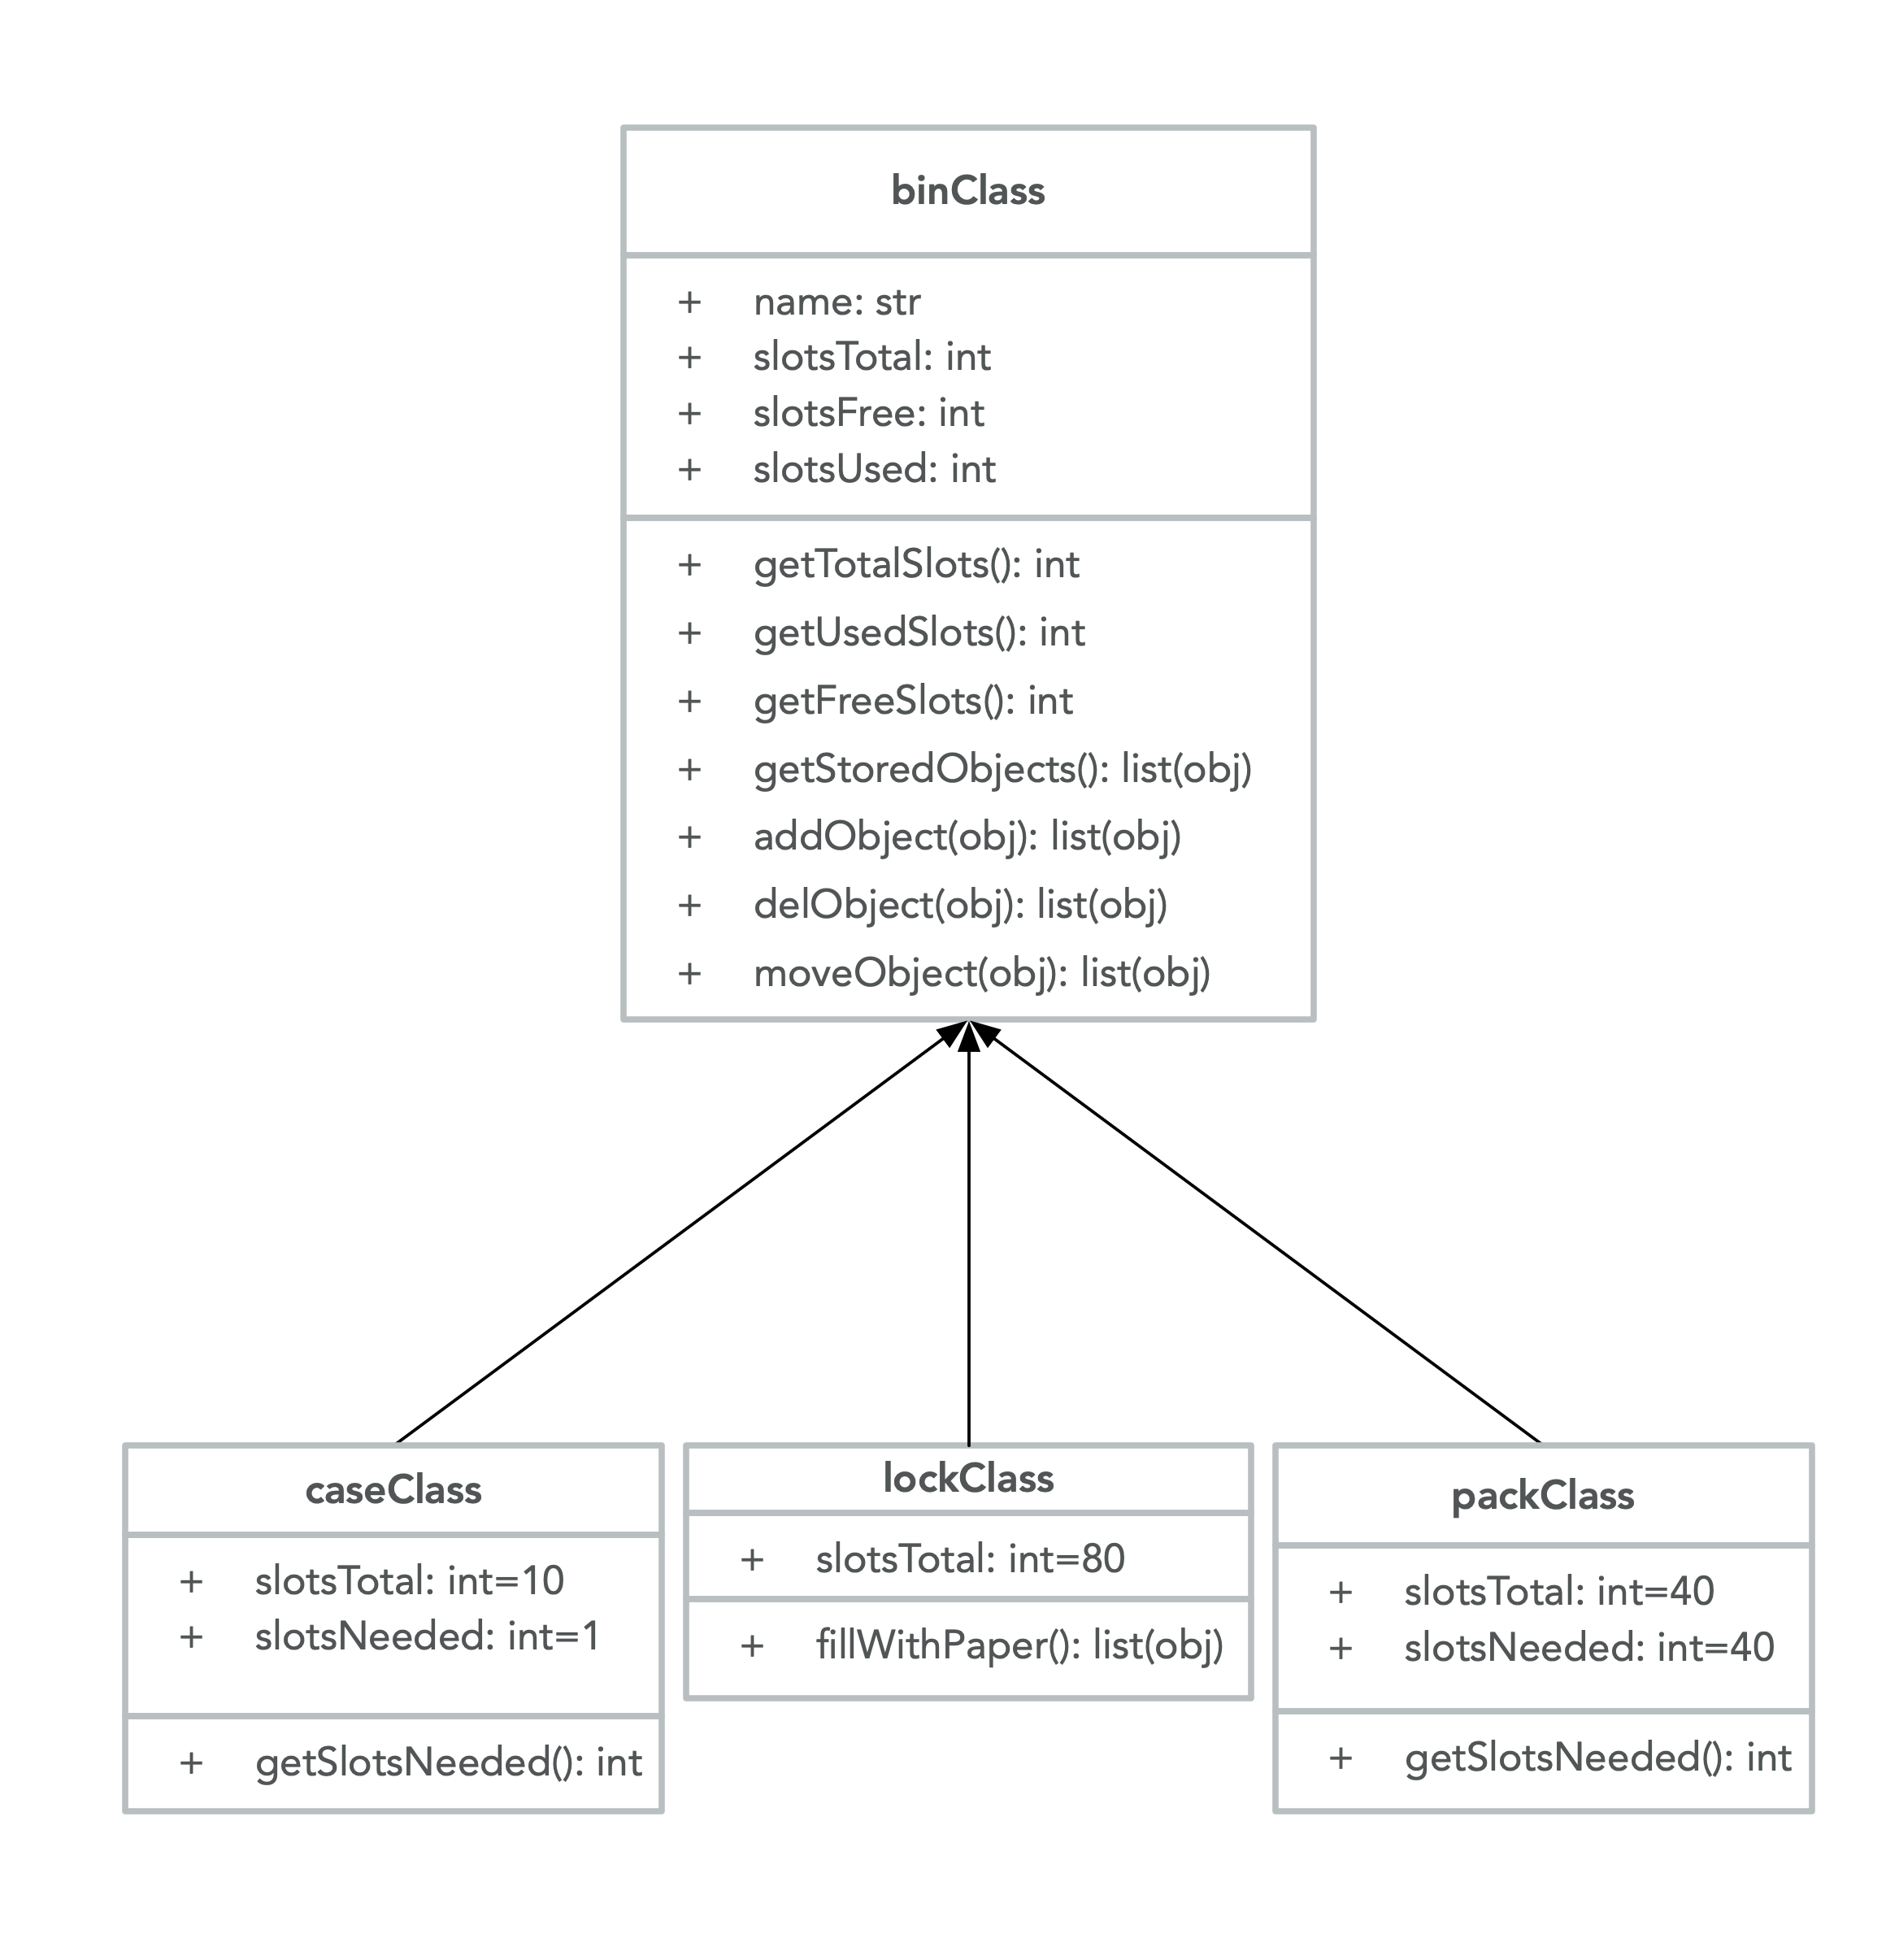 binClass
+ name: str
+ slotsTotal: int
+ slotsFree: int
+ slotsUsed: int
+ getTotalSlots(): int
+ getUsedSlots(): int
+ getFreeSlots(): int
+ getStoredObjects(): list(obj)
+ addObject(obj): list(obj)
+ delObject(obj): list(obj)
+ moveObject(obj): list(obj)
caseClass
+ slotsTotal: int=10
+ slotsNeeded: int=1
+ getSlotsNeeded(): int
lockClass
+ slotsTotal: int=80
+ fillWithPaper(): list(obj)
packClass
+ slotsTotal: int=40
+ slotsNeeded: int=40
+ getSlotsNeeded(): int